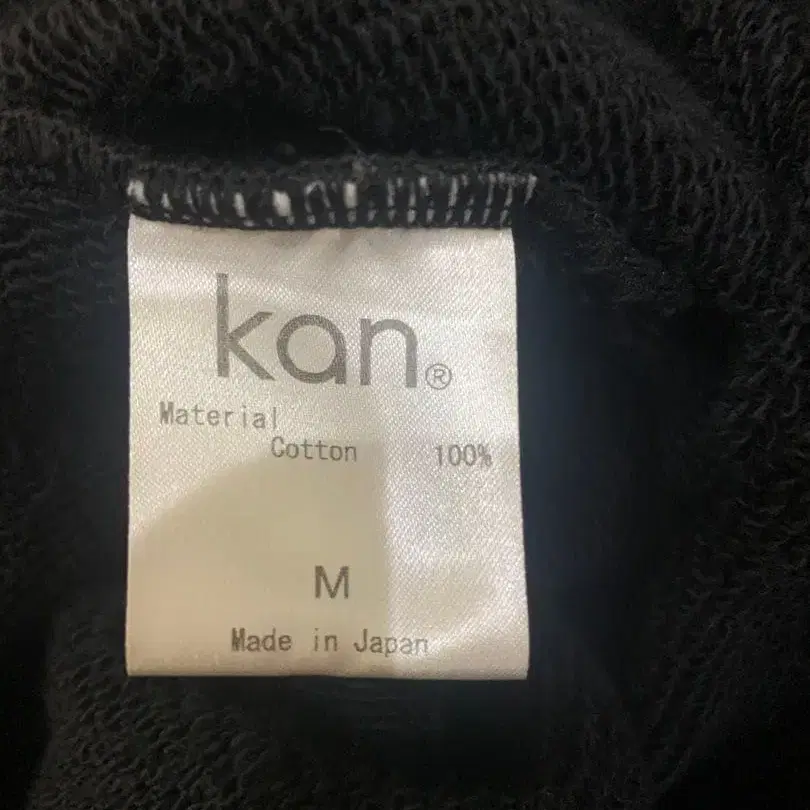 kan®
Material
Cotton 100%
M
Made in Japan